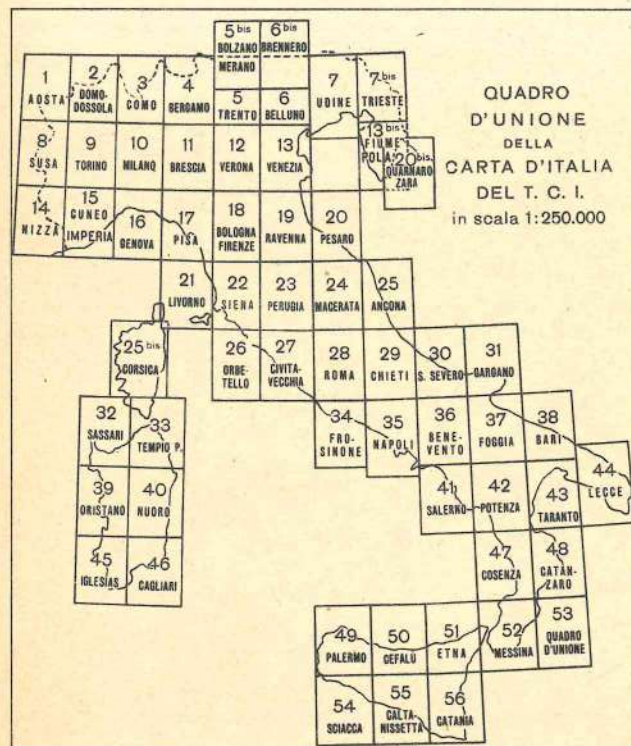 QUADRO
D'UNIONE
DELLA
CARTA D'ITALIA
DEL T. C. I.
in scala 1:250.000
5 bis
BOLZANO
MERANO
6 bis
BRENNERO
1
AOSTA
2
DOMO-
DOSSOLA
3
COMO
4
BERGAMO
5
TRENTO
6
BELLUNO
7
UDINE
7 bis
TRIESTE
8
SUSA
9
TORINO
10
MILANO
11
BRESCIA
12
VERONA
13
VENEZIA
13 bis
FIUME
POLA
20 bis
QUARNARO
ZARA
14
NIZZA
15
CUNEO
IMPERIA
16
GENOVA
17
PISA
18
BOLOGNA
FIRENZE
19
RAVENNA
20
PESARO
21
LIVORNO
22
SIENA
23
PERUGIA
24
MACERATA
25
ANCONA
25 bis
CORSICA
26
ORBE-
TELLO
27
CIVITA-
VECCHIA
28
ROMA
29
CHIETI
30
S. SEVERO
31
GARGANO
32
SASSARI
33
TEMPIO P.
34
FRO-
SINONE
35
NAPOLI
36
BENE-
VENTO
37
FOGGIA
38
BARI
39
ORISTANO
40
NUORO
41
SALERNO
42
POTENZA
43
TARANTO
44
LECCE
45
IGLESIAS
46
CAGLIARI
47
COSENZA
48
CATAN-
ZARO
49
PALERMO
50
CEFALÙ
51
ETNA
52
MESSINA
53
QUADRO
D'UNIONE
54
SCIACCA
55
CALTA-
NISSETTA
56
CATANIA